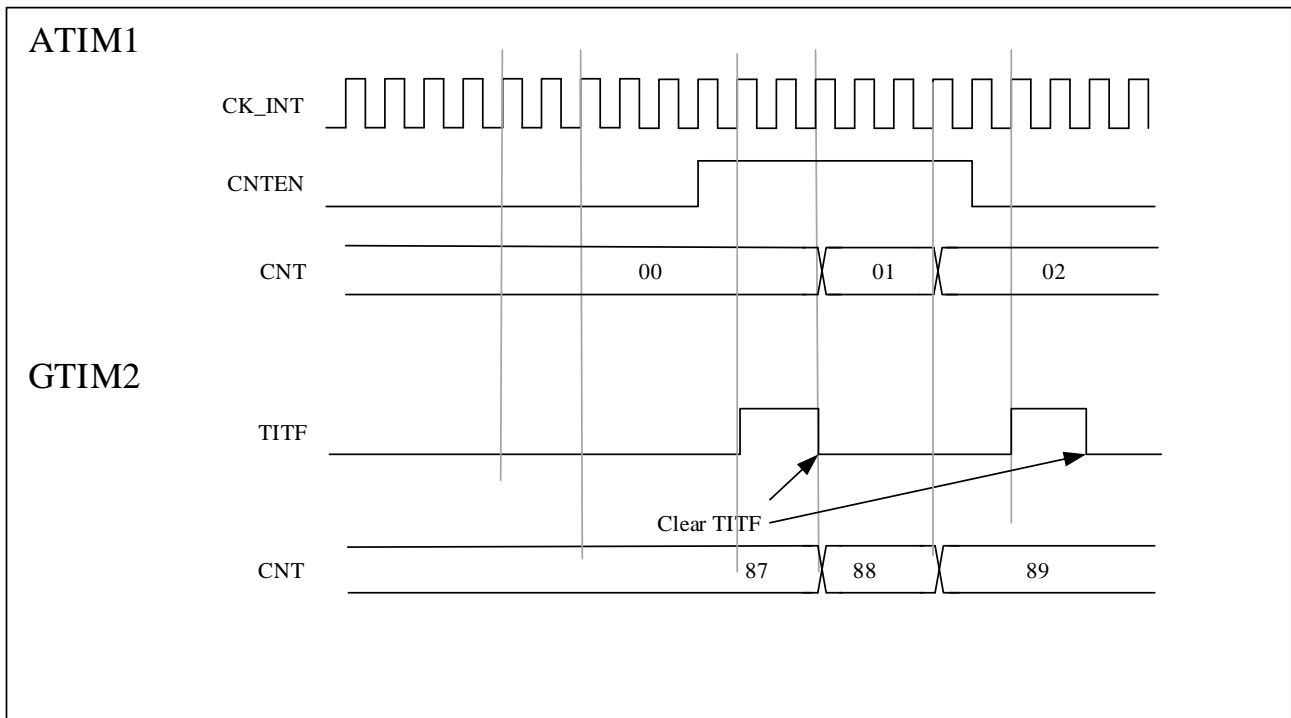 ATIM1
CK_INT
CNTEN
CNT
00
01
02
GTIM2
TITF
Clear TITF
CNT
87
88
89